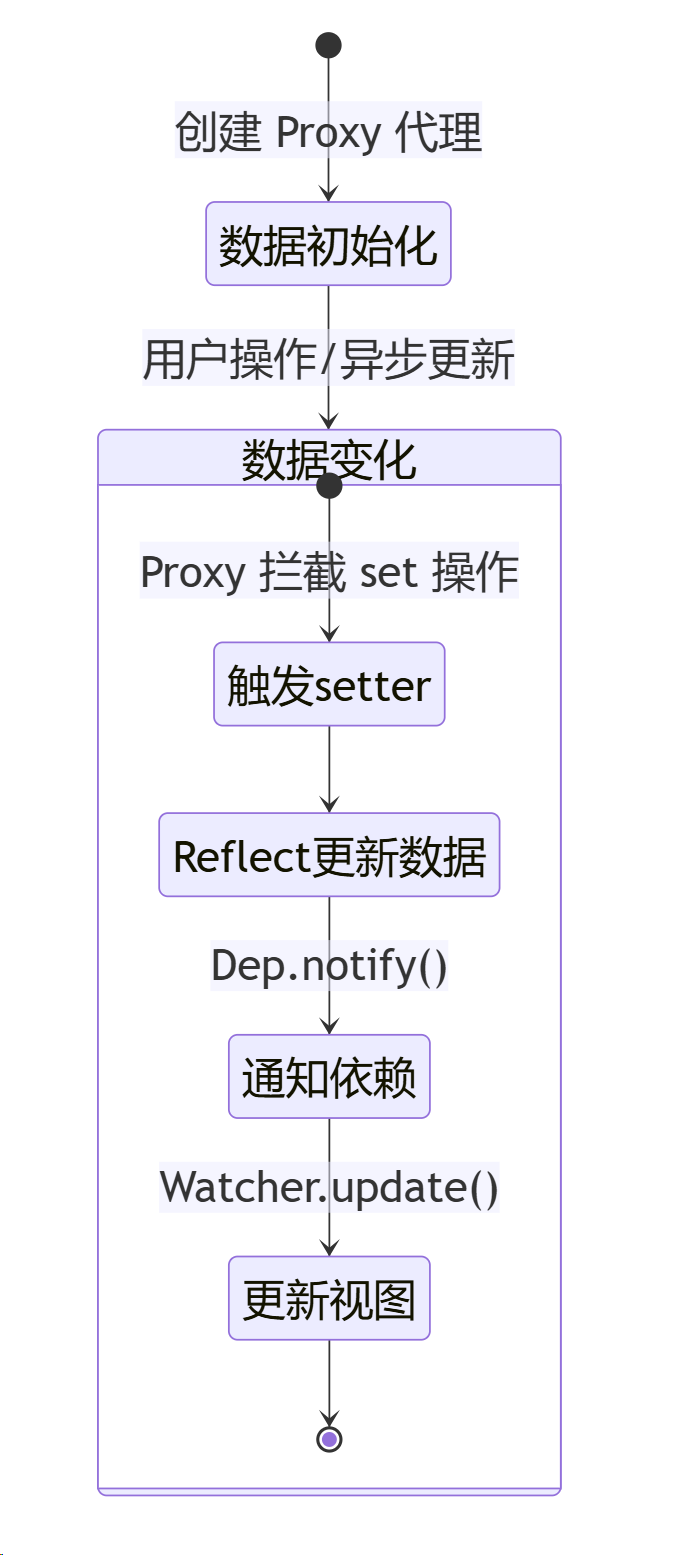 创建 Proxy 代理
数据初始化
用户操作/异步更新
数据变化
Proxy 拦截 set 操作
触发setter
Reflect更新数据
Dep.notify()
通知依赖
Watcher.update()
更新视图